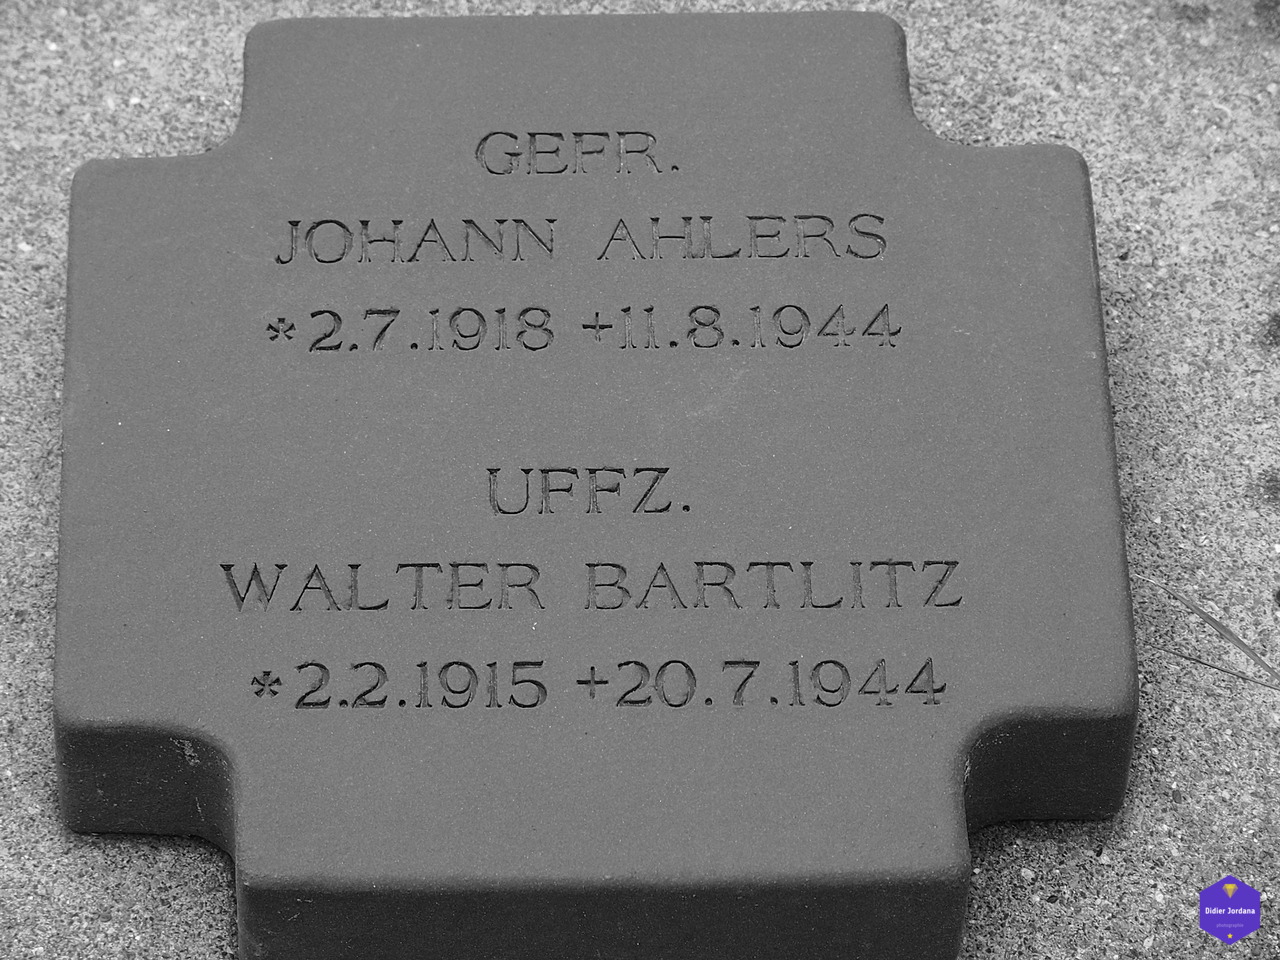 GEFR.
JOHANN AHLERS
*2.7.1918 +11.8.1944
UFFZ.
WALTER BARTLITZ
*2.2.1915 +20.7.1944
Didier Jordana
photographie